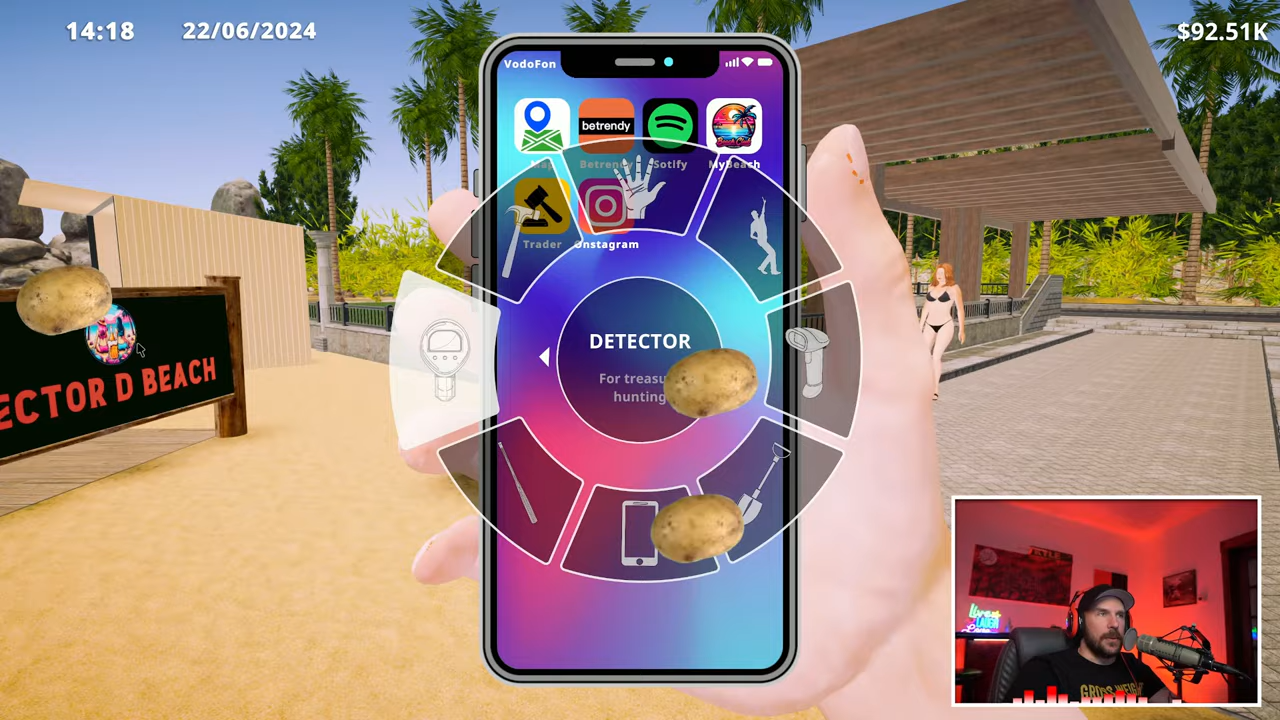 14:18
22/06/2024
$92.51K
VodoFon
betrendy
Betrendy
Sotify
MyBeach
Trader
Onstagram
DETECTOR
For treasu
hunting
ECTOR D BEACH